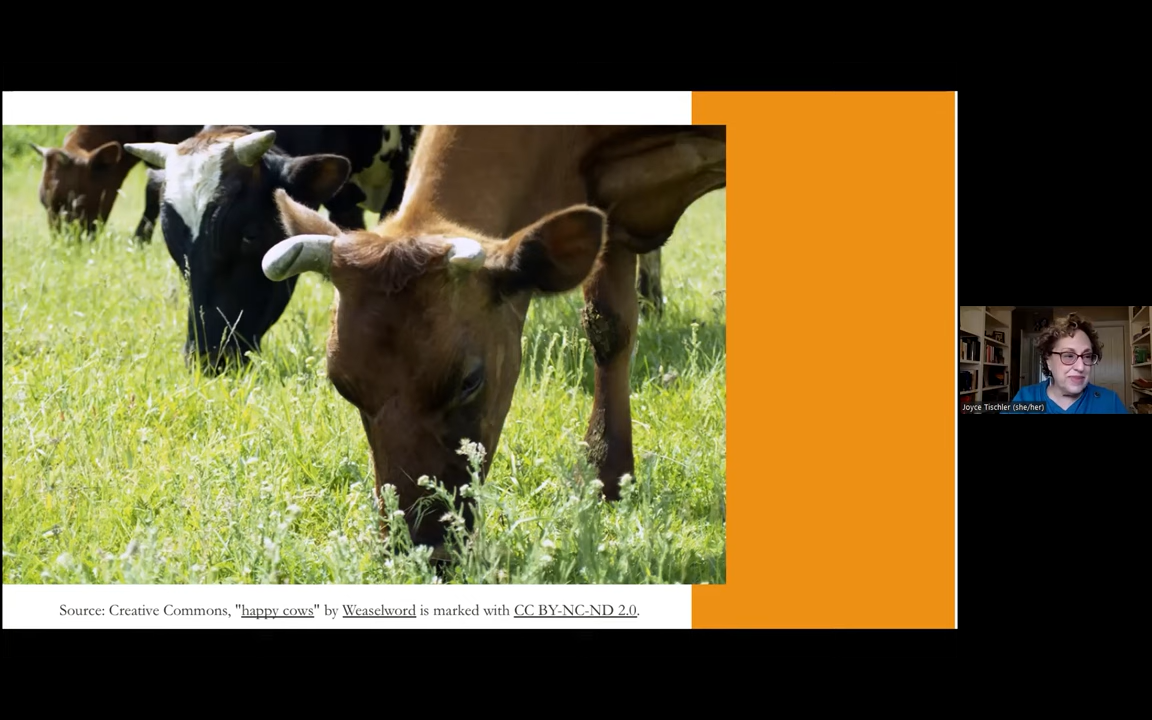 Source: Creative Commons, "happy cows" by Weaselword is marked with CC BY-NC-ND 2.0.
Joyce Tischler (she/her)